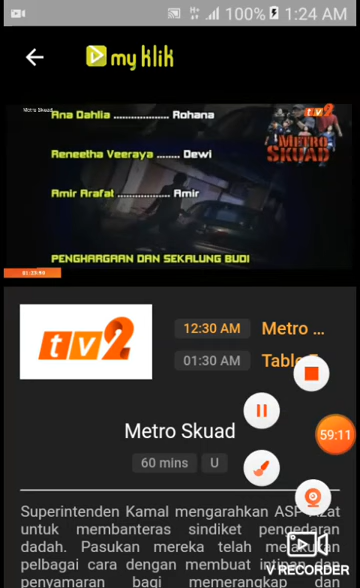 100% 1:24 AM
my klik
Metro Skuad
tv2
Ana Dahlia .................... Rohana
METRO
SKUAD
Reneetha Veeraya ........ Dewi
Amir Arafat ..................... Amir
PENGHARGAAN DAN SEKALUNG BUDI
01:23:59
tv2
12:30 AM Metro ...
01:30 AM
59:11
Metro Skuad
60 mins U
Superintenden Kamal mengarahkan ASP
untuk membanteras sindiket pengedaran
dadah. Pasukan mereka telah
pelbagai cara dengan membuat
penyamaran bagi memerangkap dan
V RECORDER